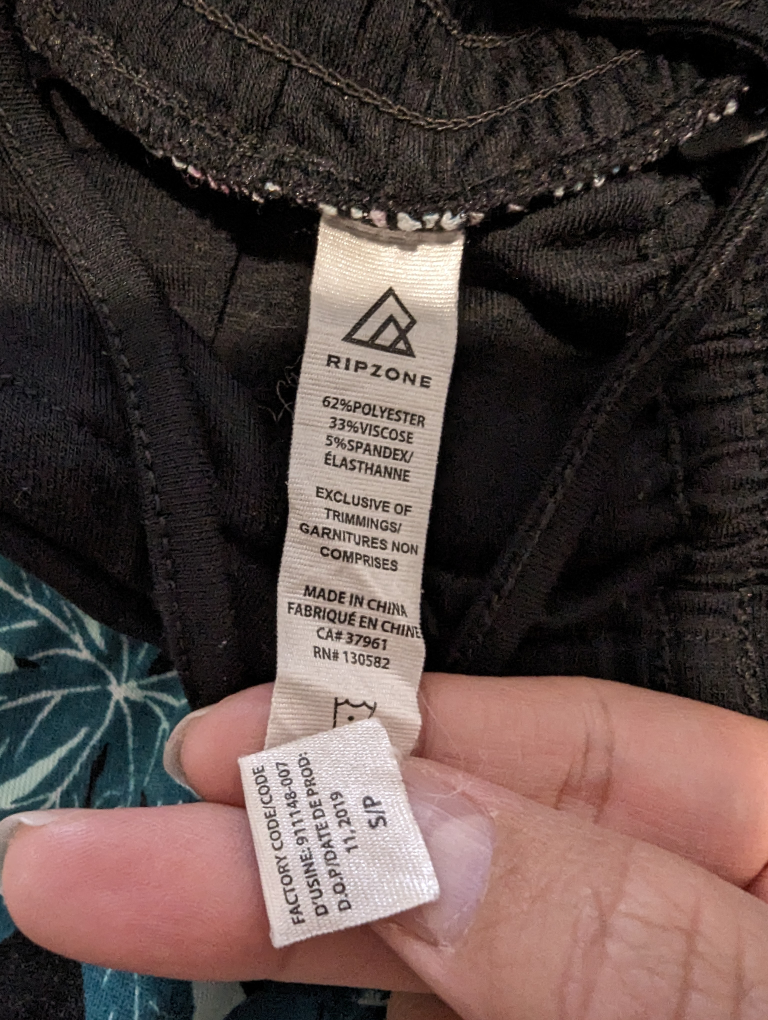 RIPZONE
62%POLYESTER
33%VISCOSE
5%SPANDEX/
ÉLASTHANNE
EXCLUSIVE OF
TRIMMINGS/
GARNITURES NON
COMPRISES
MADE IN CHINA
FABRIQUÉ EN CHINE
CA# 37961
RN# 130582
FACTORY CODE/CODE
D'USINE: 911148-007
D.O.P/DATE DE PROD:
11,2019
S/P